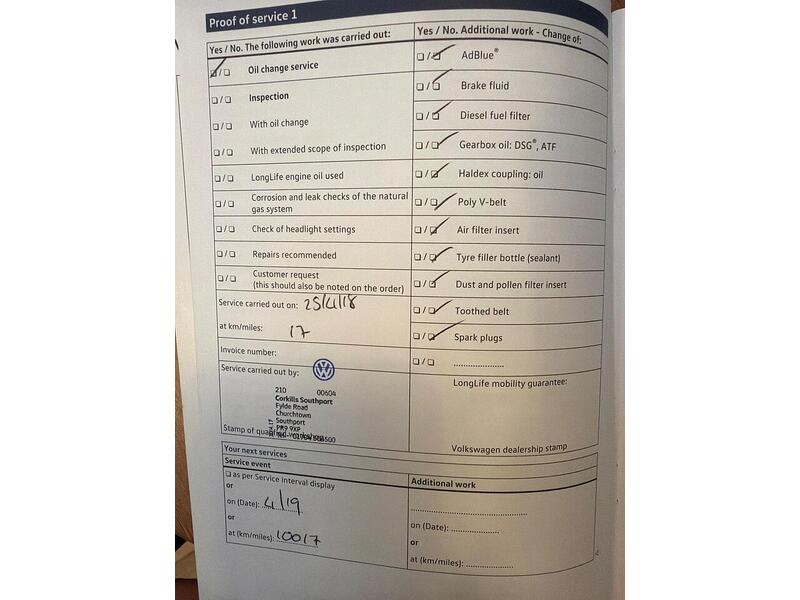 Proof of service 1
Yes / No. The following work was carried out:
☑/☐ Oil change service
☐/☐ Inspection
☐/☐ With oil change
☐/☐ With extended scope of inspection
☐/☐ LongLife engine oil used
☐/☐ Corrosion and leak checks of the natural
gas system
☐/☐ Check of headlight settings
☐/☐ Repairs recommended
☐/☐ Customer request
(this should also be noted on the order)
Service carried out on: 25/4/18
at km/miles: 17
Invoice number:
Service carried out by:
210 00604
Corkills Southport
Fylde Road
Churchtown
Southport
PR9 9XP
Stamp of qualified workshop
Yes / No. Additional work - Change of:
☐/☑ AdBlue®
☐/☑ Brake fluid
☐/☑ Diesel fuel filter
☐/☑ Gearbox oil: DSG®, ATF
☐/☑ Haldex coupling: oil
☐/☑ Poly V-belt
☐/☑ Air filter insert
☐/☑ Tyre filler bottle (sealant)
☐/☑ Dust and pollen filter insert
☐/☑ Toothed belt
☐/☑ Spark plugs
☐/☐ .....................
LongLife mobility guarantee:
Volkswagen dealership stamp
Your next services
Service event
☐ as per Service interval display
or
on (Date): 4/19
or
at (km/miles): 10017
Additional work
on (Date): ................
or
at (km/miles): ................